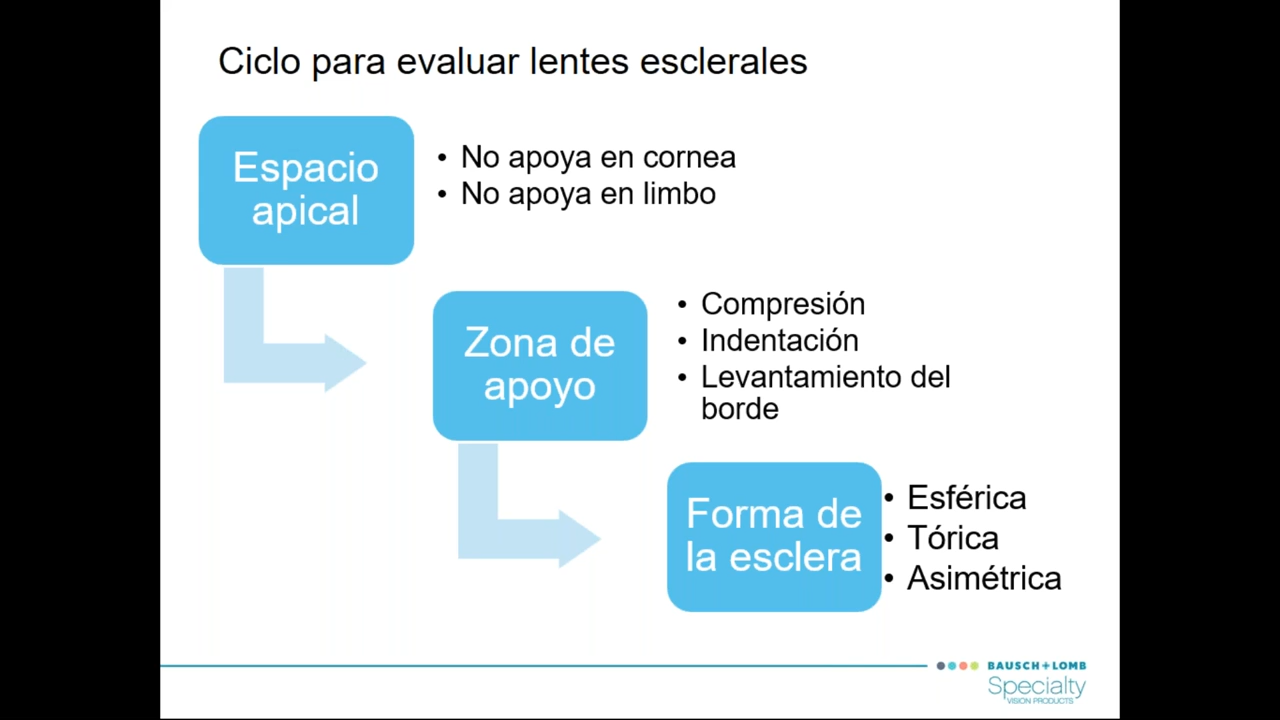 Ciclo para evaluar lentes esclerales
Espacio
apical
• No apoya en cornea
• No apoya en limbo
Zona de
apoyo
• Compresión
• Indentación
• Levantamiento del
borde
Forma de
la esclera
• Esférica
• Tórica
• Asimétrica
BAUSCH + LOMB
Specialty
VISION PRODUCTS